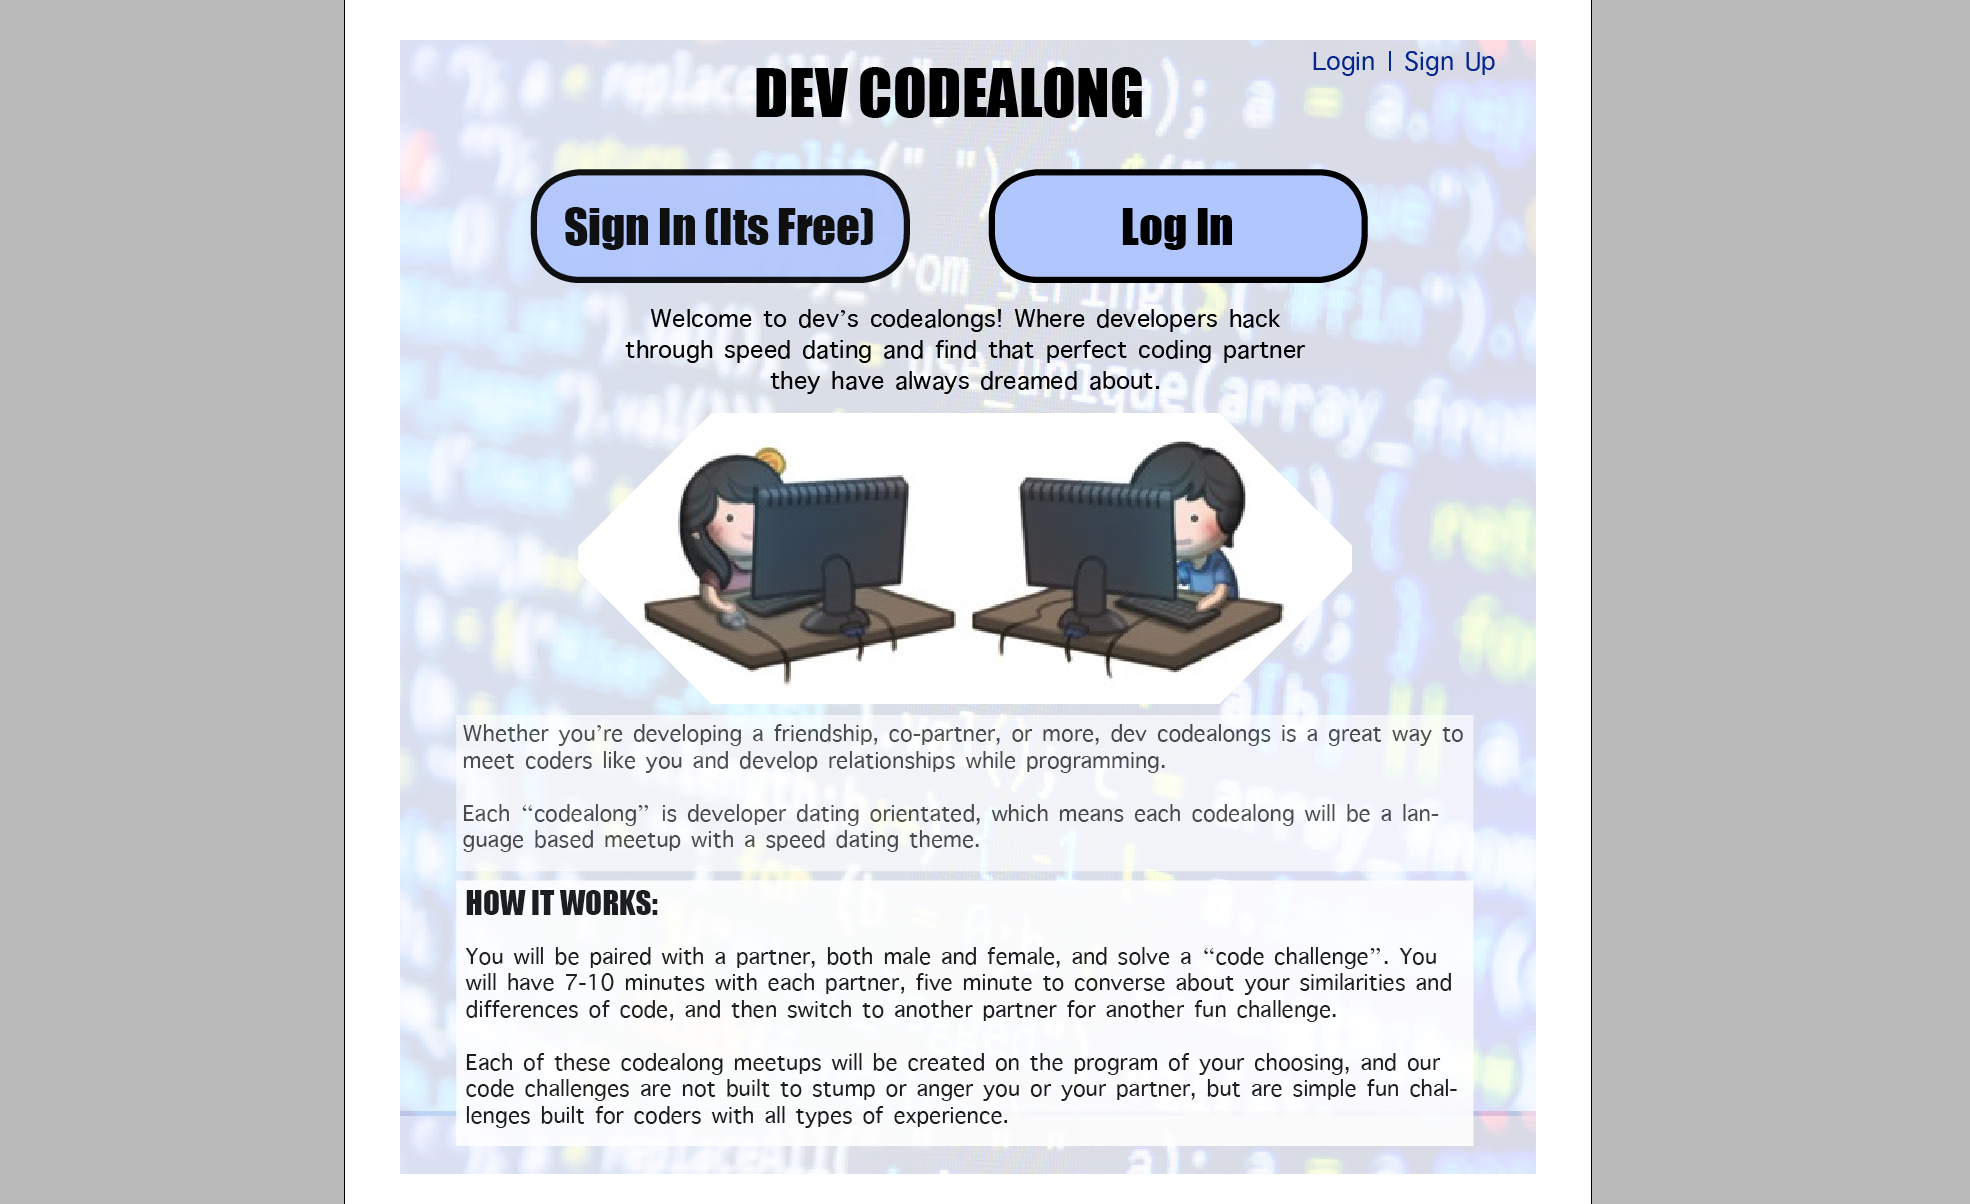 Login | Sign Up
DEV CODEALONG
Sign In (Its Free)
Log In
Welcome to dev’s codealongs! Where developers hack
through speed dating and find that perfect coding partner
they have always dreamed about.
Whether you’re developing a friendship, co-partner, or more, dev codealongs is a great way to
meet coders like you and develop relationships while programming.
Each “codealong” is developer dating orientated, which means each codealong will be a lan-
guage based meetup with a speed dating theme.
HOW IT WORKS:
You will be paired with a partner, both male and female, and solve a “code challenge”. You
will have 7-10 minutes with each partner, five minute to converse about your similarities and
differences of code, and then switch to another partner for another fun challenge.
Each of these codealong meetups will be created on the program of your choosing, and our
code challenges are not built to stump or anger you or your partner, but are simple fun chal-
lenges built for coders with all types of experience.